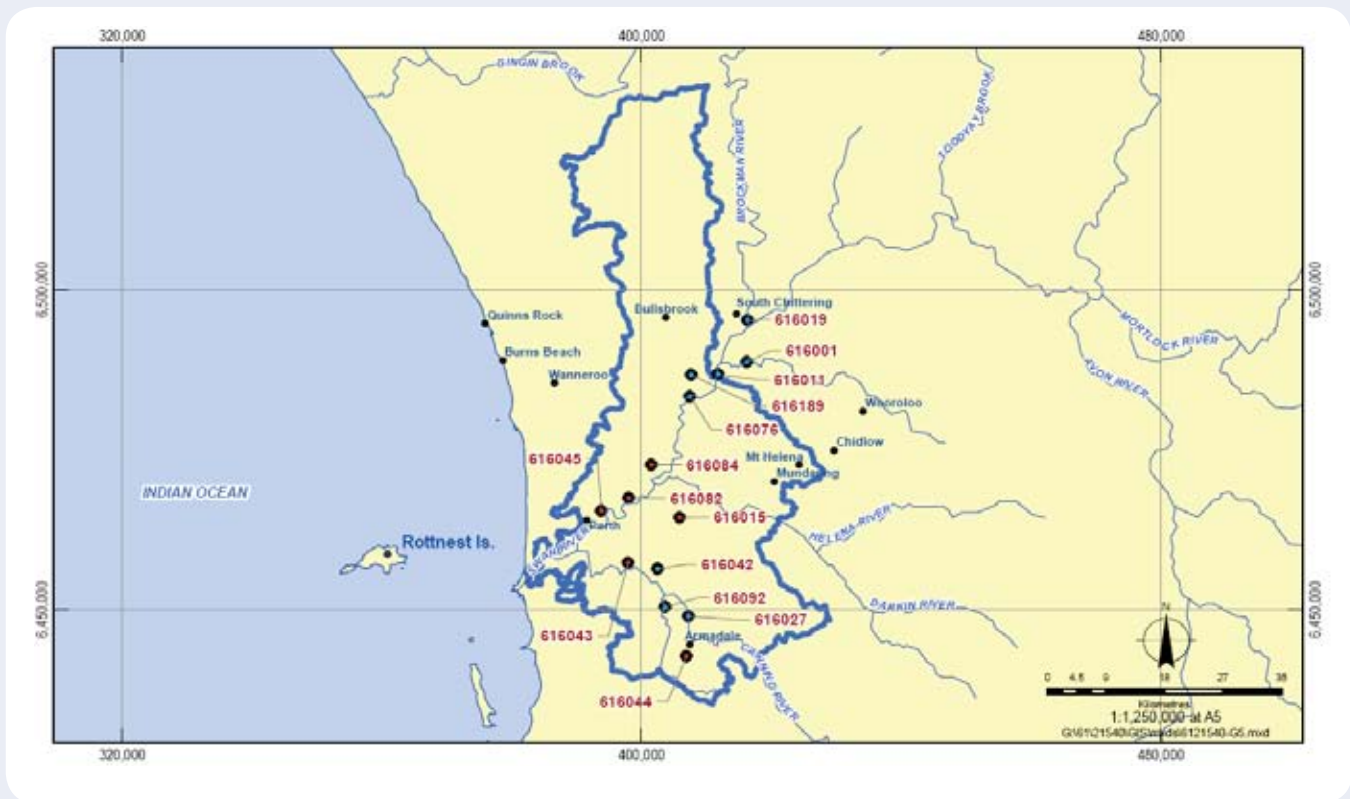 320,000
400,000
480,000
GINGIN BROOK
TOODYAY BROOK
BROCKMAN RIVER
6,500,000
6,500,000
South Chittering
Bullsbrook
Quinns Rock
616019
MORTLOCK RIVER
616001
Burns Beach
AVON RIVER
Wanneroo
616011
616189
Wooroloo
616076
Chidlow
616045
Mt Helena
616084
Mundaring
INDIAN OCEAN
616082
616015
HELENA RIVER
Perth
SWAN RIVER
Rottnest Is.
616042
616092
DARKIN RIVER
6,450,000
6,450,000
616027
616043
Armadale
N
CANNING RIVER
0 4.5 9 18 27 36
616044
Kilometres
1:1,250,000 at A5
320,000
400,000
480,000